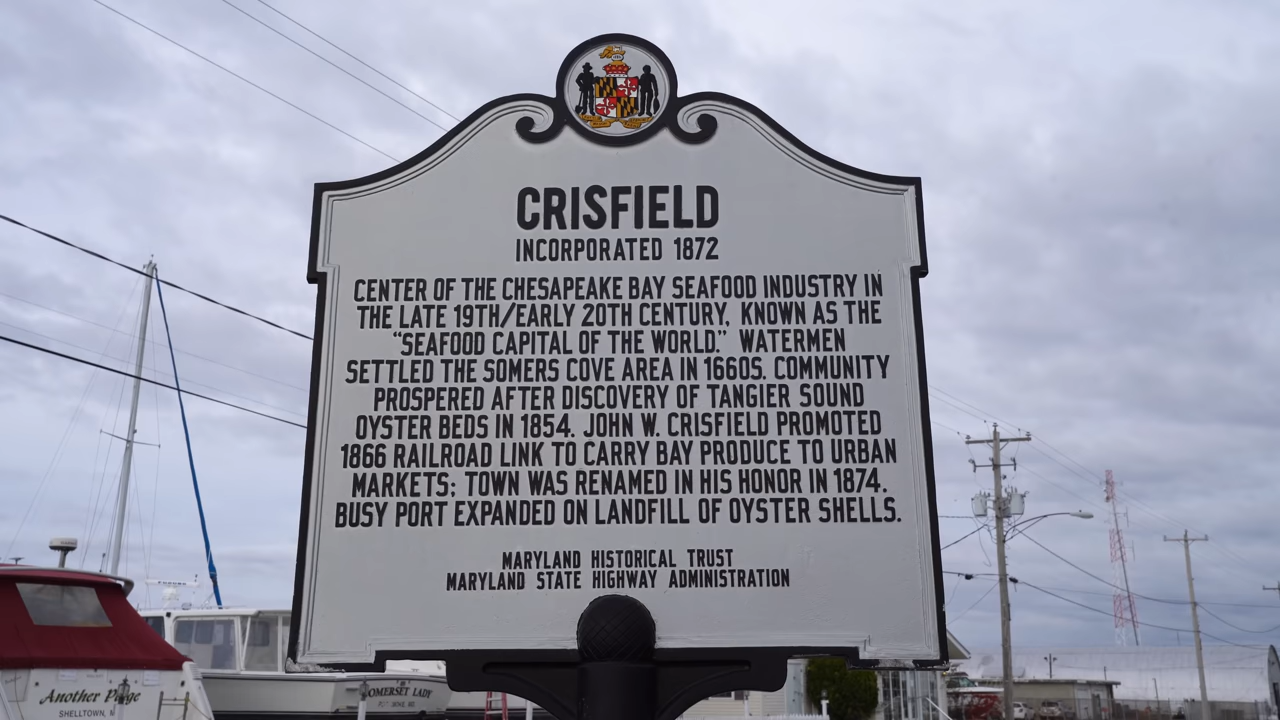 CRISFIELD
INCORPORATED 1872
CENTER OF THE CHESAPEAKE BAY SEAFOOD INDUSTRY IN
THE LATE 19TH/EARLY 20TH CENTURY, KNOWN AS THE
"SEAFOOD CAPITAL OF THE WORLD." WATERMEN
SETTLED THE SOMERS COVE AREA IN 1660S. COMMUNITY
PROSPERED AFTER DISCOVERY OF TANGIER SOUND
OYSTER BEDS IN 1854. JOHN W. CRISFIELD PROMOTED
1866 RAILROAD LINK TO CARRY BAY PRODUCE TO URBAN
MARKETS; TOWN WAS RENAMED IN HIS HONOR IN 1874.
BUSY PORT EXPANDED ON LANDFILL OF OYSTER SHELLS.
MARYLAND HISTORICAL TRUST
MARYLAND STATE HIGHWAY ADMINISTRATION
Another
SHELLTOWN,
SOMERSET LADY